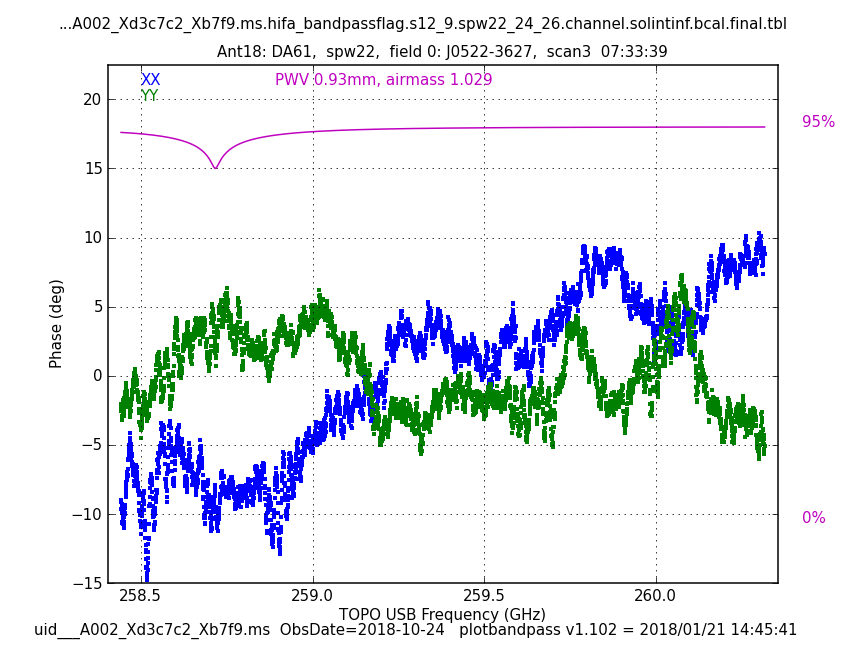 ...A002_Xd3c7c2_Xb7f9.ms.hifa_bandpassflag.s12_9.spw22_24_26.channel.solintinf.bcal.final.tbl
Ant18: DA61,  spw22,  field 0: J0522-3627,  scan3  07:33:39
XX
YY
PWV 0.93mm, airmass 1.029
95%
0%
Phase (deg)
20
15
10
5
0
−5
−10
−15
258.5
259.0
259.5
260.0
TOPO USB Frequency (GHz)
uid___A002_Xd3c7c2_Xb7f9.ms  ObsDate=2018-10-24   plotbandpass v1.102 = 2018/01/21 14:45:41